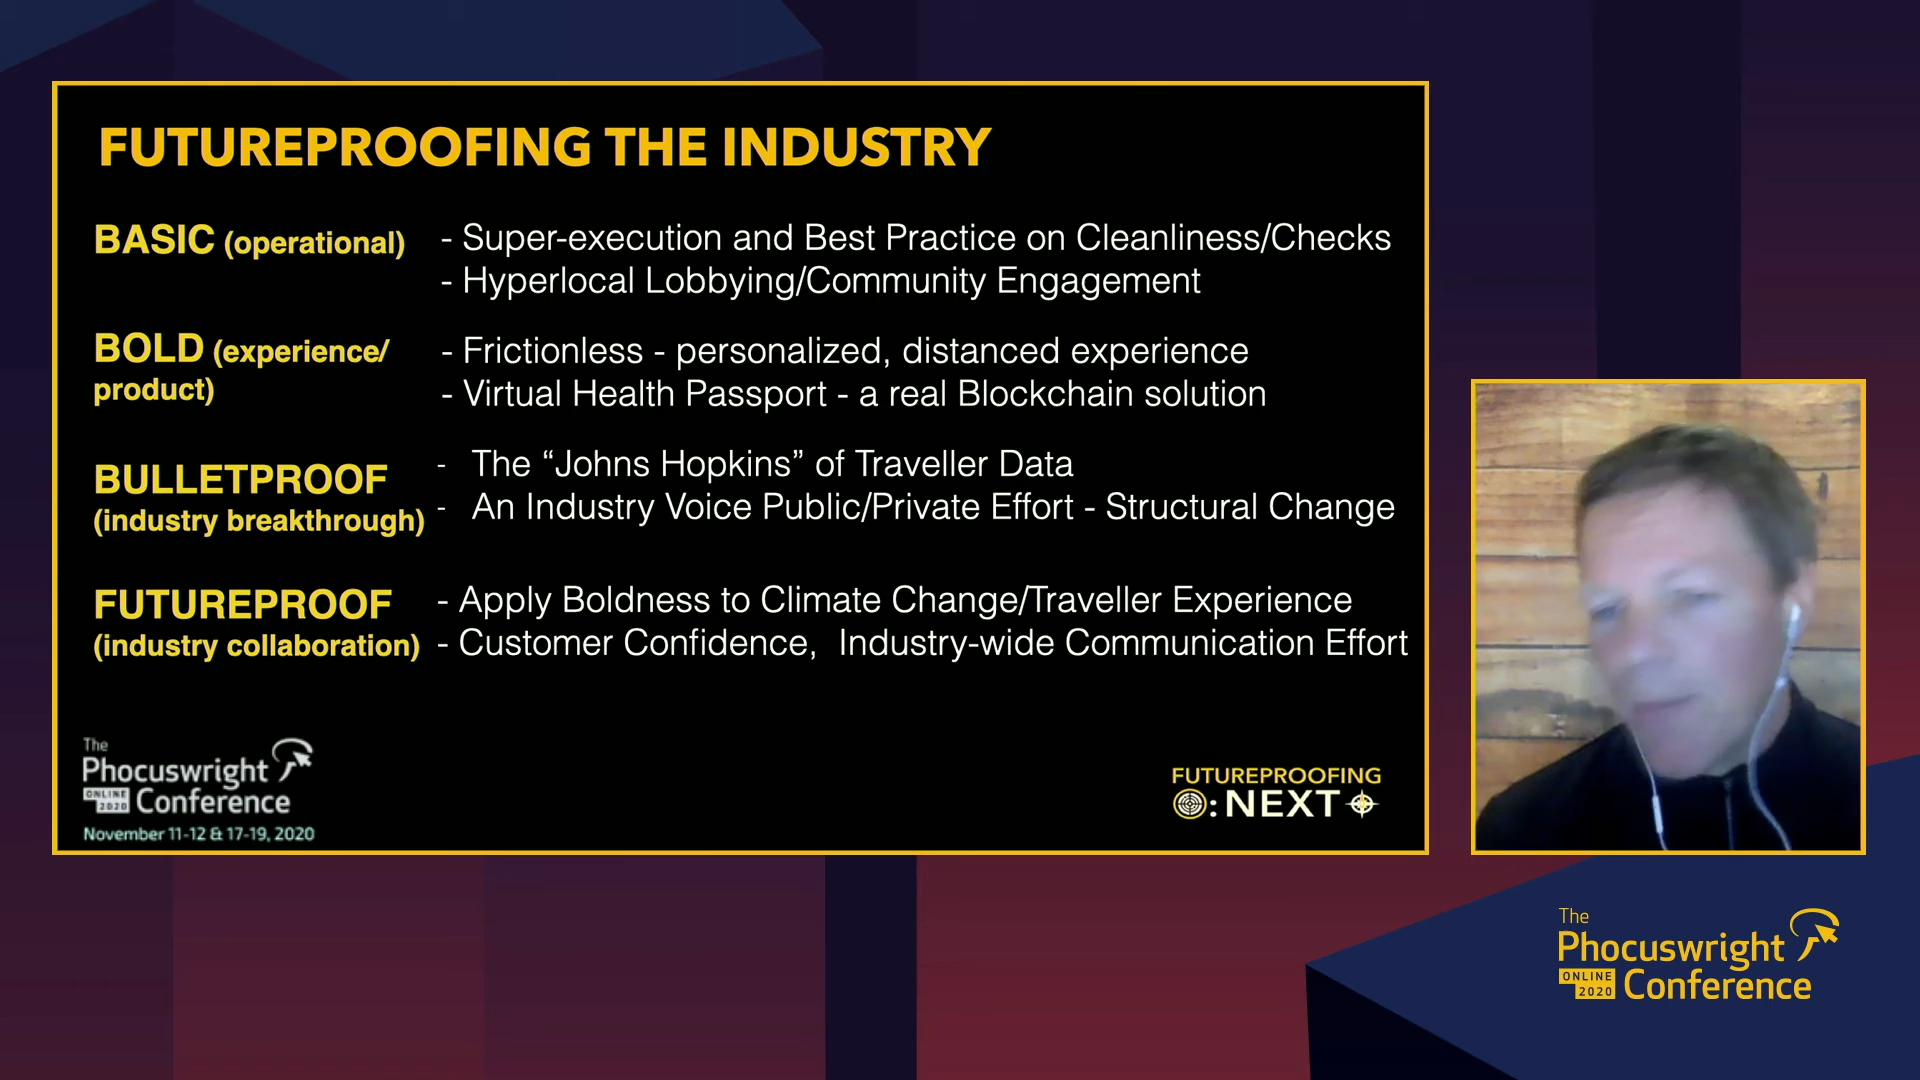 FUTUREPROOFING THE INDUSTRY
BASIC (operational)
- Super-execution and Best Practice on Cleanliness/Checks
- Hyperlocal Lobbying/Community Engagement
BOLD (experience/
product)
- Frictionless - personalized, distanced experience
- Virtual Health Passport - a real Blockchain solution
BULLETPROOF
(industry breakthrough)
- The “Johns Hopkins” of Traveller Data
- An Industry Voice Public/Private Effort - Structural Change
FUTUREPROOF
(industry collaboration)
- Apply Boldness to Climate Change/Traveller Experience
- Customer Confidence, Industry-wide Communication Effort
The
Phocuswright
ONLINE
2020
Conference
November 11-12 & 17-19, 2020
FUTUREPROOFING
: NEXT
The
Phocuswright
ONLINE
2020
Conference